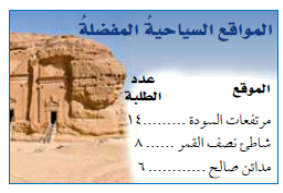 المواقع السياحيةُ المفضلةُ
الموقع عدد الطلبة
مرتفعات السودة .........١٤
شاطئ نصف القمر ...... ٨
مدائن صالح ............ ٦